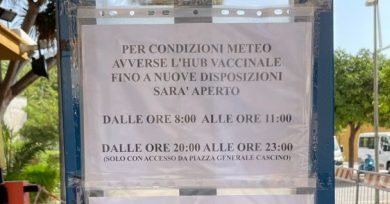 PER CONDIZIONI METEO
AVVERSE L'HUB VACCINALE
FINO A NUOVE DISPOSIZIONI
SARA' APERTO
DALLE ORE 8:00 ALLE ORE 11:00
DALLE ORE 20:00 ALLE ORE 23:00
(SOLO CON ACCESSO DA PIAZZA GENERALE CASCINO)